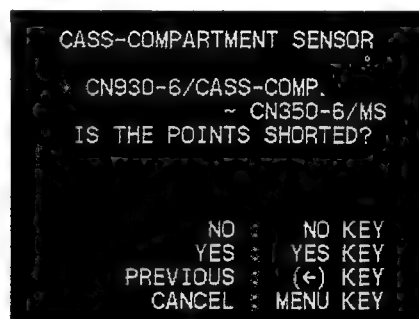 CASS-COMPARTMENT SENSOR
* CN930-6/CASS-COMP.
~ CN350-6/MS
IS THE POINTS SHORTED?
NO : NO KEY
YES : YES KEY
PREVIOUS : (←) KEY
CANCEL : MENU KEY